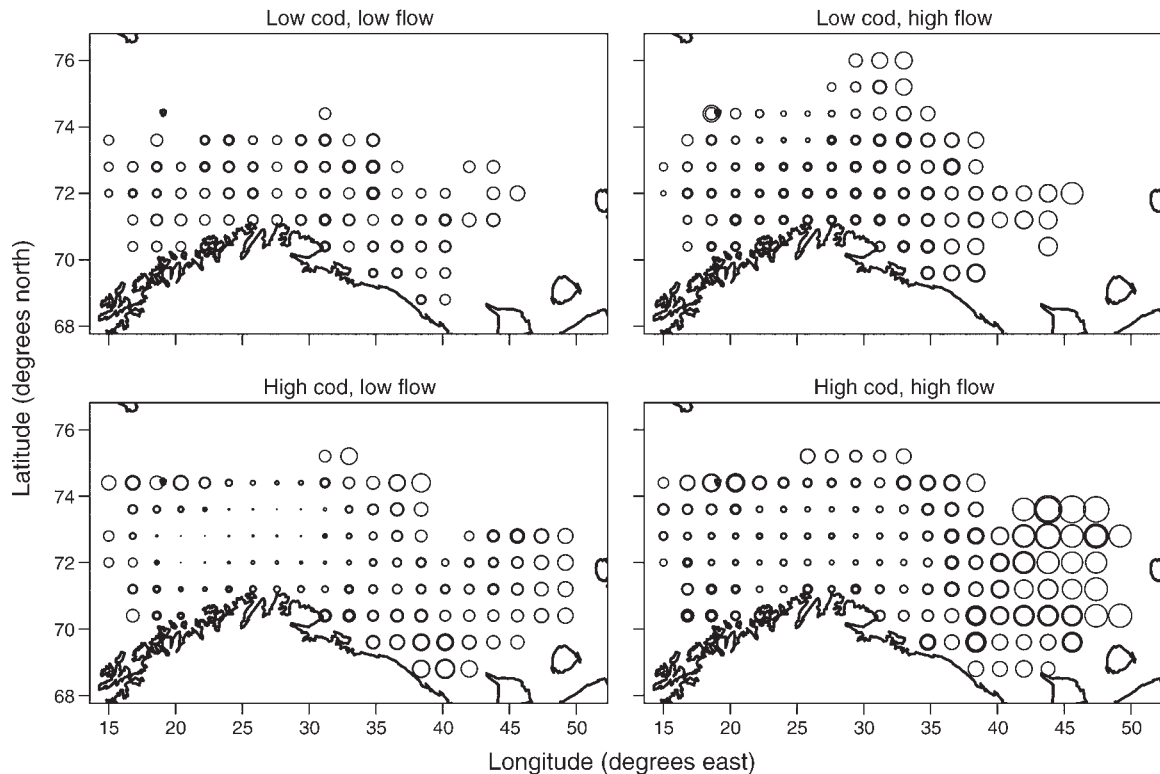 Low cod, low flow
Low cod, high flow
76
74
72
70
68
High cod, low flow
High cod, high flow
76
74
72
70
68
15 20 25 30 35 40 45 50
15 20 25 30 35 40 45 50
Latitude (degrees north)
Longitude (degrees east)